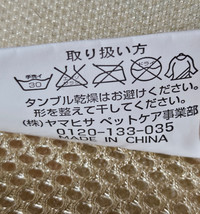 取り扱い方
手洗イ
30
タンブル乾燥はお避けください。
形を整えて干してください。
(株)ヤマヒサ ペットケア事業部
0120-133-035
MADE IN CHINA